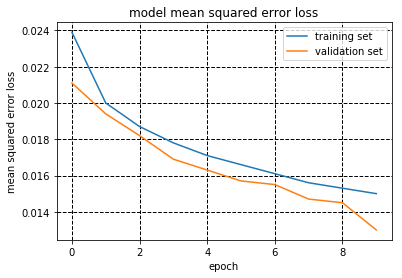 model mean squared error loss
training set
validation set
mean squared error loss
0.024
0.022
0.020
0.018
0.016
0.014
0 2 4 6 8
epoch